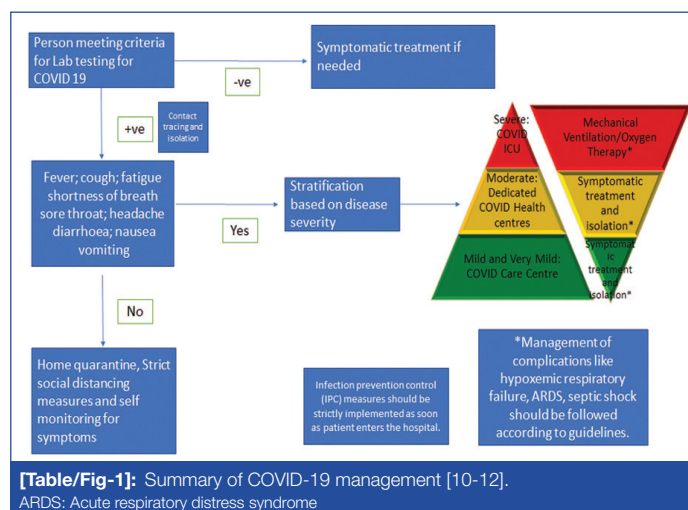 Person meeting criteria
for Lab testing for
COVID 19
Symptomatic treatment if
needed
-ve
+ve
Contact
tracing and
isolation
Fever; cough; fatigue
shortness of breath
sore throat; headache
diarrhoea; nausea
vomiting
Yes
Stratification
based on disease
severity
Severe:
COVID
ICU
Moderate:
Dedicated
COVID Health
centres
Mild and Very Mild:
COVID Care Centre
Mechanical
Ventilation/Oxygen
Therapy*
Symptomatic
treatment
and
isolation*
Symptomat
ic
treatment
and
isolation*
No
Home quarantine, Strict
social distancing
measures and self
monitoring for
symptoms
Infection prevention control
(IPC) measures should be
strictly implemented as soon
as patient enters the hospital.
*Management of
complications like
hypoxemic respiratory
failure, ARDS, septic shock
should be followed
according to guidelines.
[Table/Fig-1]: Summary of COVID-19 management [10-12].
ARDS: Acute respiratory distress syndrome